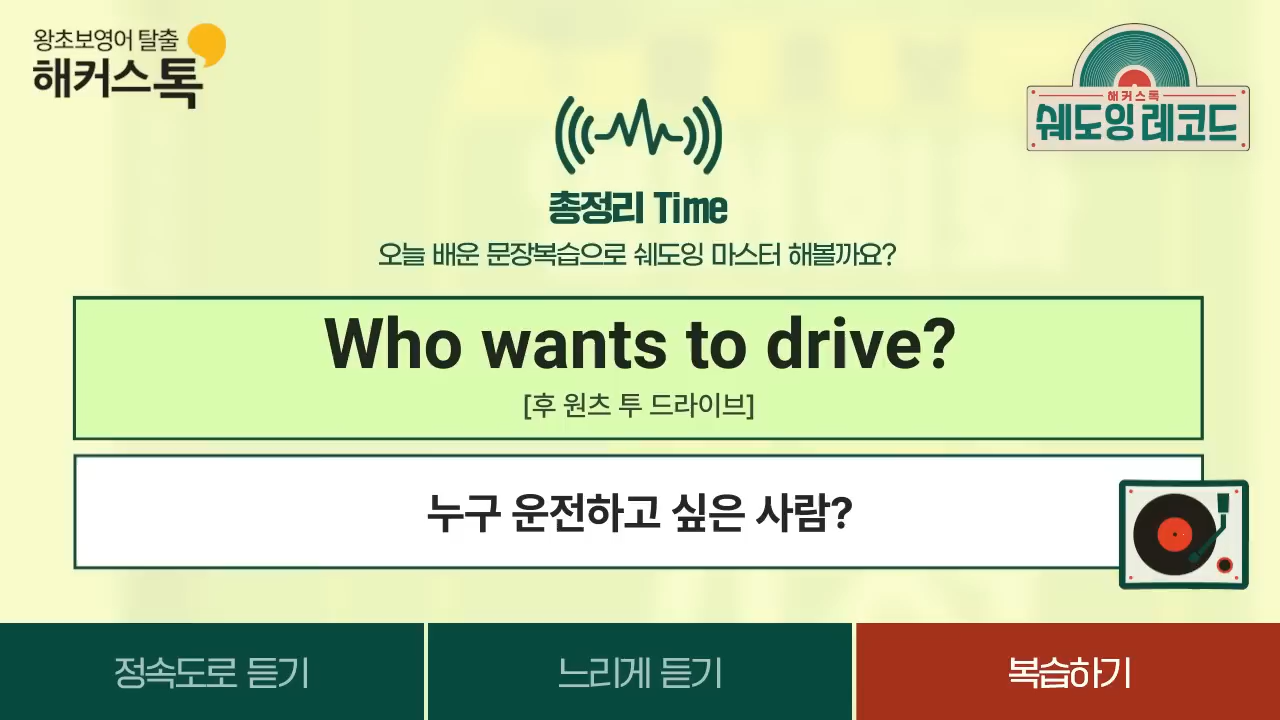 왕초보영어 탈출
해커스톡
해커스톡
쉐도잉 레코드
총정리 Time
오늘 배운 문장복습으로 쉐도잉 마스터 해볼까요?
Who wants to drive?
[후 원츠 투 드라이브]
누구 운전하고 싶은 사람?
정속도로 듣기
느리게 듣기
복습하기